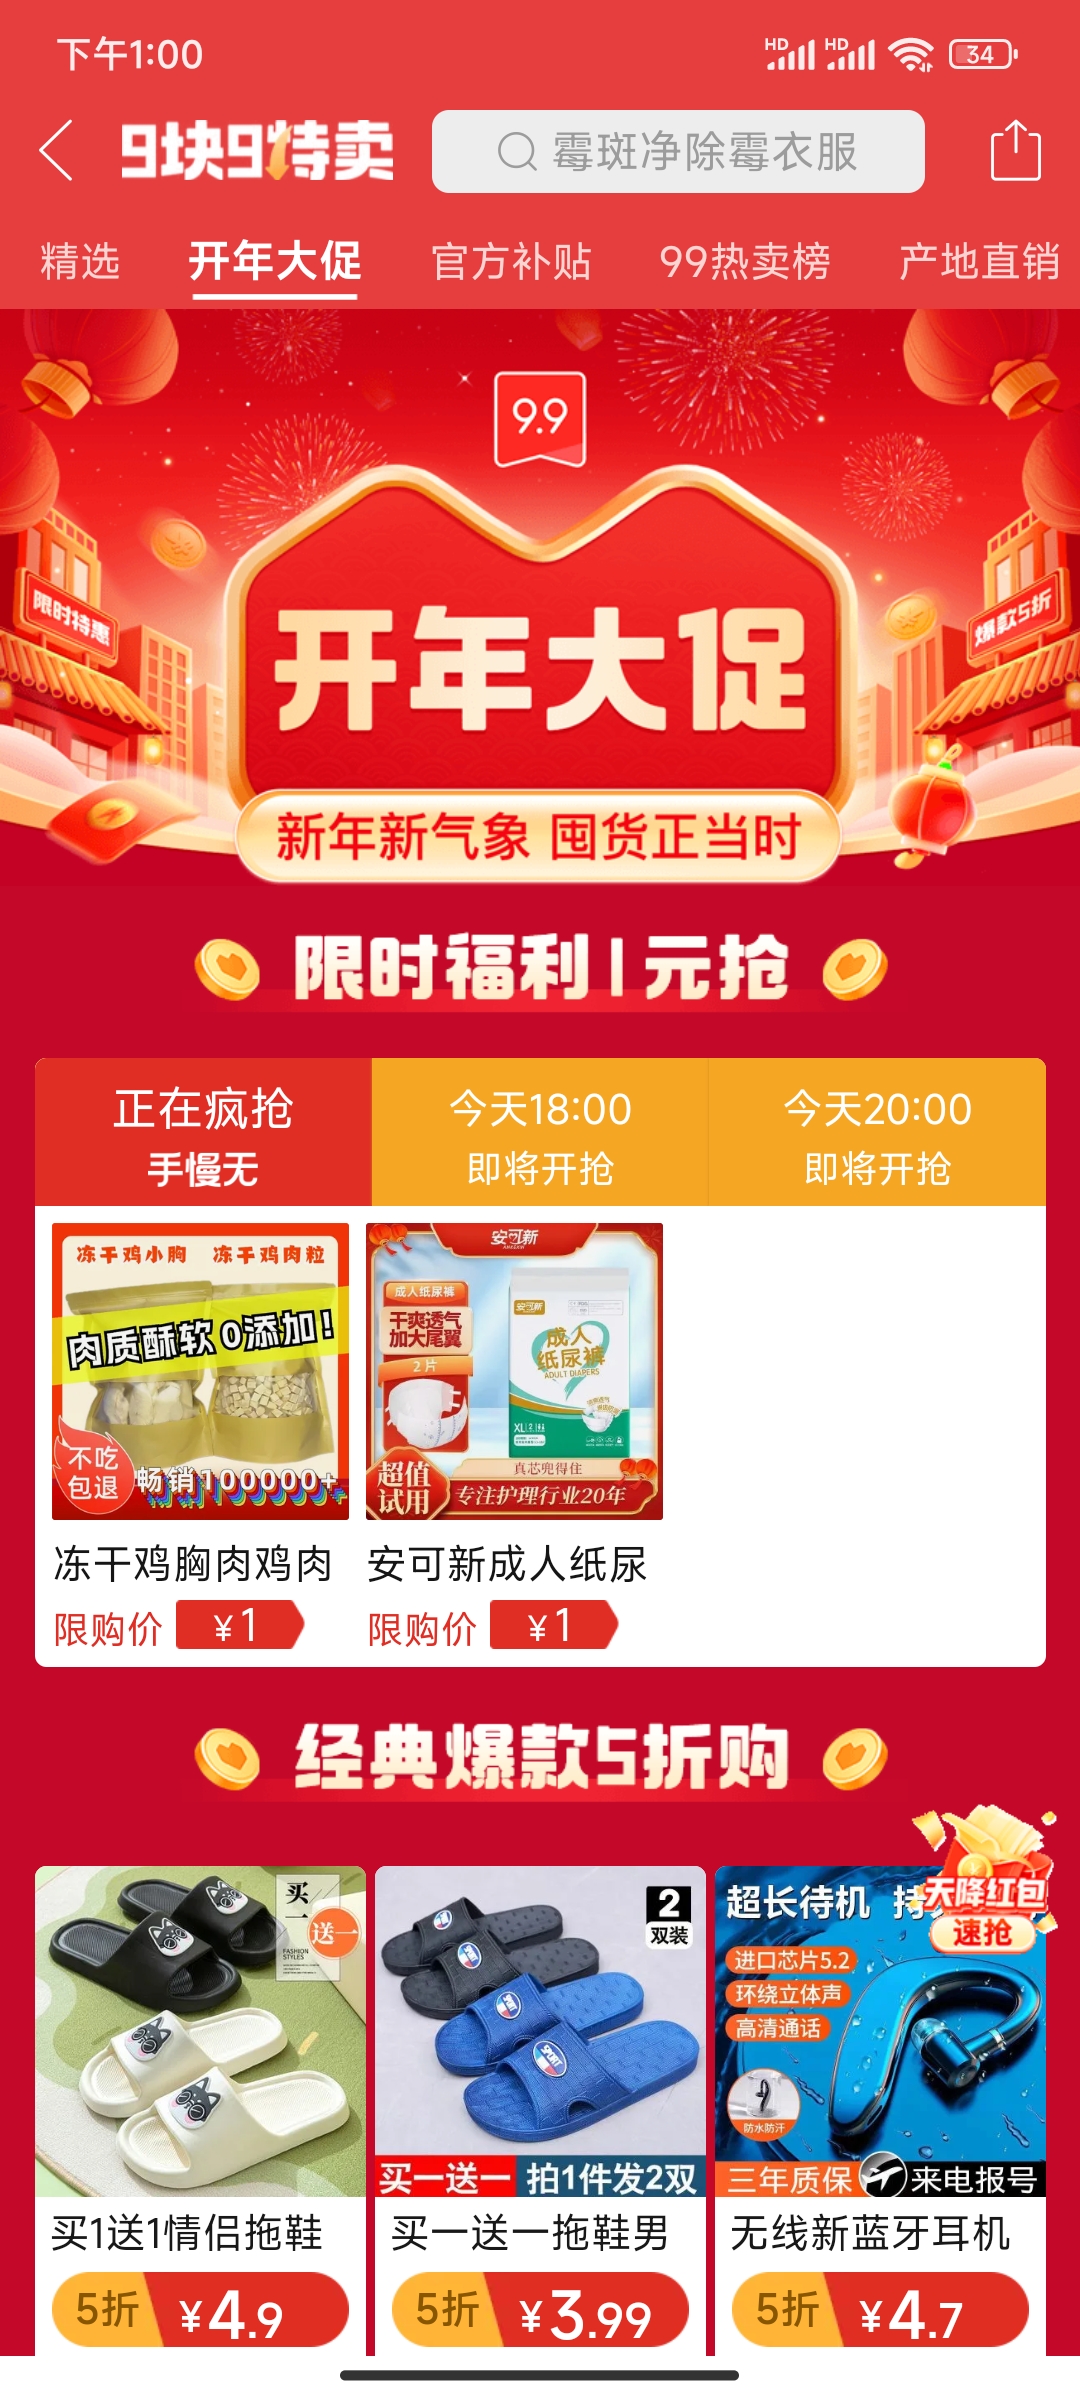 下午1:00
HD HD 34
9块9特卖
霉斑净除霉衣服
精选 开年大促 官方补贴 99热卖榜 产地直销
9.9
限时特惠
爆款5折
开年大促
新年新气象 囤货正当时
限时福利1元抢
正在疯抢 今天18:00 今天20:00
手慢无 即将开抢 即将开抢
冻干鸡小胸 冻干鸡肉粒
肉质酥软 0添加！
不吃
包退
畅销100000+
安可新
成人纸尿裤
干爽透气
加大尾翼
2片
安可新
成人
纸尿裤
ADULT DIAPERS
XL
真芯兜得住
超值
试用
专注护理行业20年
冻干鸡胸肉鸡肉 安可新成人纸尿
限购价 ¥1 限购价 ¥1
经典爆款5折购
买一
送一
FASHION
STYLES
2
双装
SPORT
SPORT
买一送一 拍1件发2双
超长待机 持
天降红包
速抢
进口芯片5.2
环绕立体声
高清通话
防水防汗
三年质保 来电报号
买1送1情侣拖鞋 买一送一拖鞋男 无线新蓝牙耳机
5折 ¥4.9 5折 ¥3.99 5折 ¥4.7